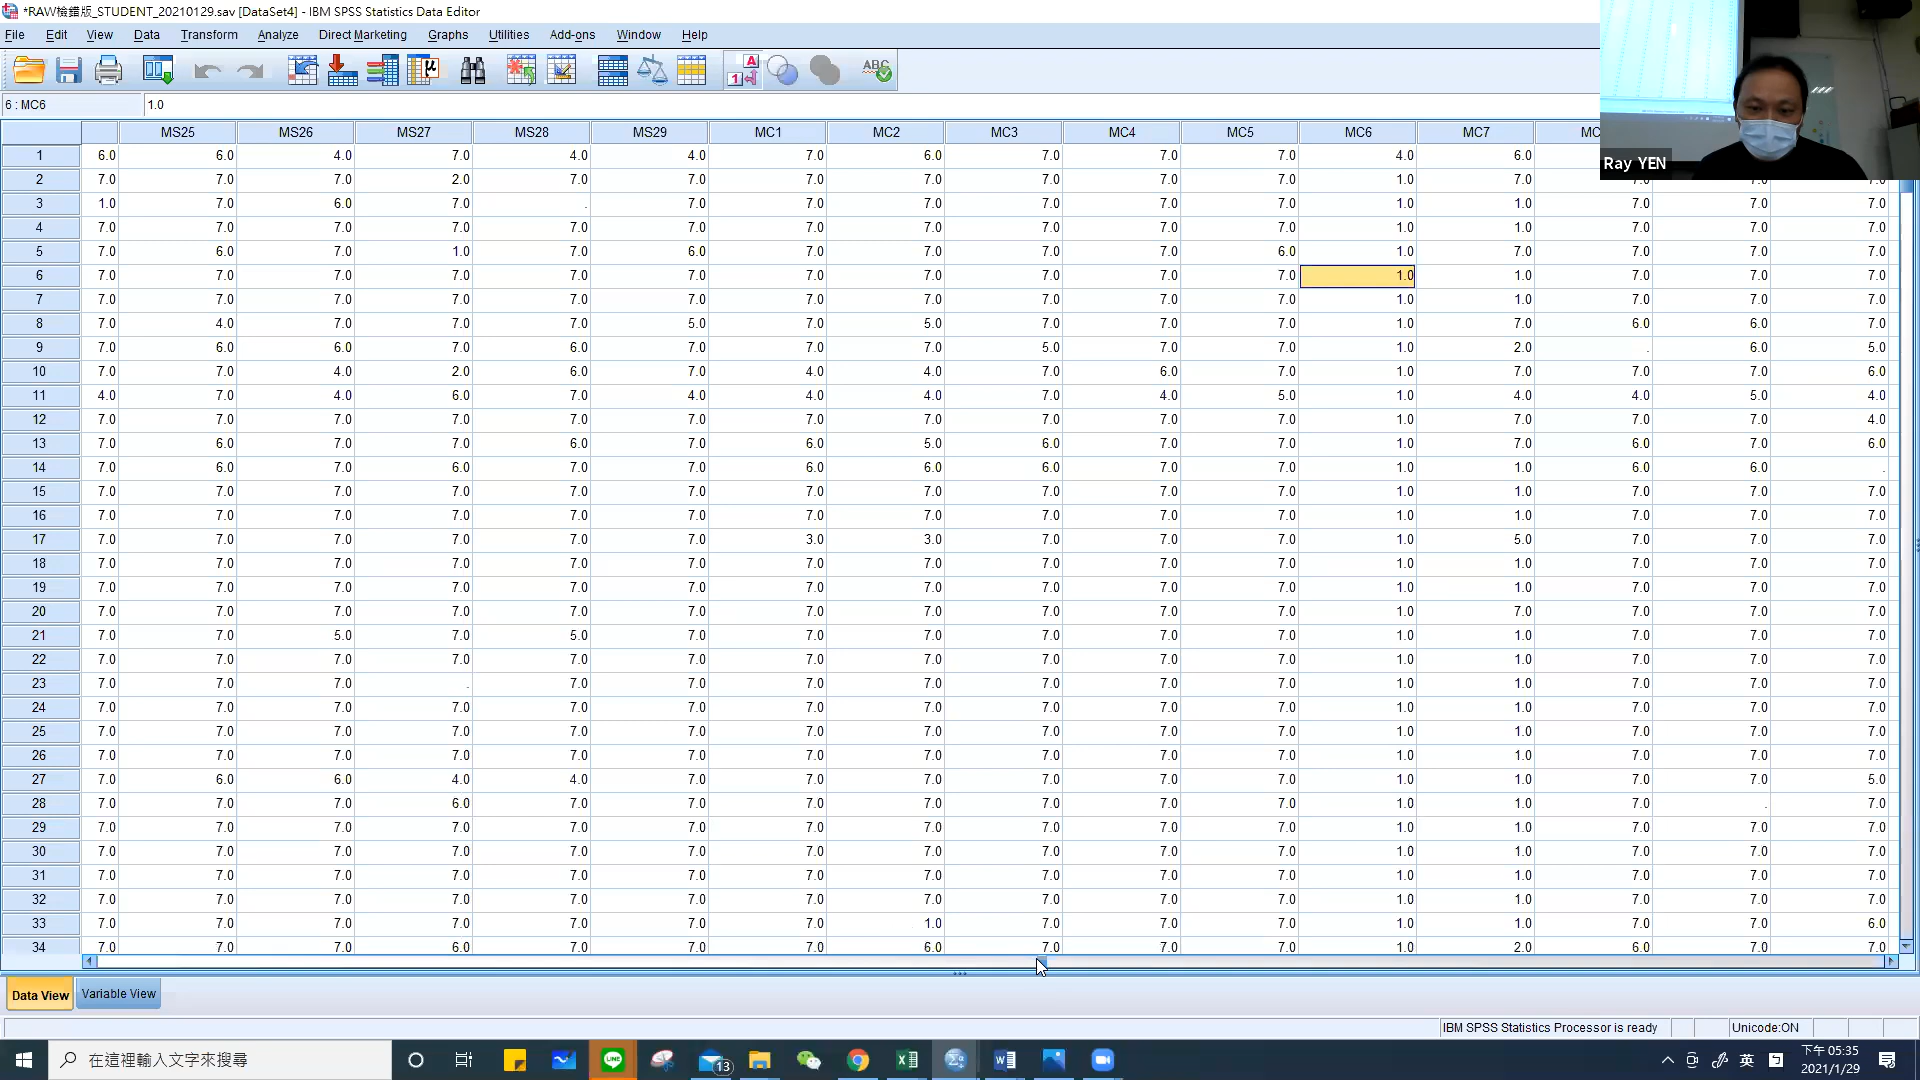 *RAW檢錯版_STUDENT_20210129.sav [DataSet4] - IBM SPSS Statistics Data Editor
File Edit View Data Transform Analyze Direct Marketing Graphs Utilities Add-ons Window Help
6 : MC6 1.0
MS25 MS26 MS27 MS28 MS29 MC1 MC2 MC3 MC4 MC5 MC6 MC7 MC
1 6.0 6.0 4.0 7.0 4.0 4.0 7.0 6.0 7.0 7.0 7.0 4.0 6.0
Ray YEN
2 7.0 7.0 7.0 2.0 7.0 7.0 7.0 7.0 7.0 7.0 7.0 1.0 7.0 7.0 7.0 7.0
3 1.0 7.0 6.0 7.0 . 7.0 7.0 7.0 7.0 7.0 7.0 1.0 1.0 7.0 7.0 7.0
4 7.0 7.0 7.0 7.0 7.0 7.0 7.0 7.0 7.0 7.0 7.0 1.0 1.0 7.0 7.0 7.0
5 7.0 6.0 7.0 1.0 7.0 6.0 7.0 7.0 7.0 7.0 6.0 1.0 7.0 7.0 7.0 7.0
6 7.0 7.0 7.0 7.0 7.0 7.0 7.0 7.0 7.0 7.0 7.0 1.0 1.0 7.0 7.0 7.0
7 7.0 7.0 7.0 7.0 7.0 7.0 7.0 7.0 7.0 7.0 7.0 1.0 1.0 7.0 7.0 7.0
8 7.0 4.0 7.0 7.0 7.0 5.0 7.0 5.0 7.0 7.0 7.0 1.0 7.0 6.0 6.0 7.0
9 7.0 6.0 6.0 7.0 6.0 7.0 7.0 7.0 5.0 7.0 7.0 1.0 2.0 . 6.0 5.0
10 7.0 7.0 4.0 2.0 6.0 7.0 4.0 4.0 7.0 6.0 7.0 1.0 7.0 7.0 7.0 6.0
11 4.0 7.0 4.0 6.0 7.0 4.0 4.0 4.0 7.0 4.0 5.0 1.0 4.0 4.0 5.0 4.0
12 7.0 7.0 7.0 7.0 7.0 7.0 7.0 7.0 7.0 7.0 7.0 1.0 7.0 7.0 7.0 4.0
13 7.0 6.0 7.0 7.0 6.0 7.0 6.0 5.0 6.0 7.0 7.0 1.0 7.0 6.0 7.0 6.0
14 7.0 6.0 7.0 6.0 7.0 7.0 6.0 6.0 6.0 7.0 7.0 1.0 1.0 6.0 6.0 .
15 7.0 7.0 7.0 7.0 7.0 7.0 7.0 7.0 7.0 7.0 7.0 1.0 1.0 7.0 7.0 7.0
16 7.0 7.0 7.0 7.0 7.0 7.0 7.0 7.0 7.0 7.0 7.0 1.0 1.0 7.0 7.0 7.0
17 7.0 7.0 7.0 7.0 7.0 7.0 3.0 3.0 7.0 7.0 7.0 1.0 5.0 7.0 7.0 7.0
18 7.0 7.0 7.0 7.0 7.0 7.0 7.0 7.0 7.0 7.0 7.0 1.0 1.0 7.0 7.0 7.0
19 7.0 7.0 7.0 7.0 7.0 7.0 7.0 7.0 7.0 7.0 7.0 1.0 1.0 7.0 7.0 7.0
20 7.0 7.0 7.0 7.0 7.0 7.0 7.0 7.0 7.0 7.0 7.0 1.0 7.0 7.0 7.0 7.0
21 7.0 7.0 5.0 7.0 5.0 7.0 7.0 7.0 7.0 7.0 7.0 1.0 1.0 7.0 7.0 7.0
22 7.0 7.0 7.0 7.0 7.0 7.0 7.0 7.0 7.0 7.0 7.0 1.0 1.0 7.0 7.0 7.0
23 7.0 7.0 7.0 . 7.0 7.0 7.0 7.0 7.0 7.0 7.0 1.0 1.0 7.0 7.0 7.0
24 7.0 7.0 7.0 7.0 7.0 7.0 7.0 7.0 7.0 7.0 7.0 1.0 1.0 7.0 7.0 7.0
25 7.0 7.0 7.0 7.0 7.0 7.0 7.0 7.0 7.0 7.0 7.0 1.0 1.0 7.0 7.0 7.0
26 7.0 7.0 7.0 7.0 7.0 7.0 7.0 7.0 7.0 7.0 7.0 1.0 1.0 7.0 7.0 7.0
27 7.0 6.0 6.0 4.0 4.0 7.0 7.0 7.0 7.0 7.0 7.0 1.0 1.0 7.0 7.0 5.0
28 7.0 7.0 7.0 6.0 7.0 7.0 7.0 7.0 7.0 7.0 7.0 1.0 1.0 7.0 . 7.0
29 7.0 7.0 7.0 7.0 7.0 7.0 7.0 7.0 7.0 7.0 7.0 1.0 1.0 7.0 7.0 7.0
30 7.0 7.0 7.0 7.0 7.0 7.0 7.0 7.0 7.0 7.0 7.0 1.0 1.0 7.0 7.0 7.0
31 7.0 7.0 7.0 7.0 7.0 7.0 7.0 7.0 7.0 7.0 7.0 1.0 1.0 7.0 7.0 7.0
32 7.0 7.0 7.0 7.0 7.0 7.0 7.0 7.0 7.0 7.0 7.0 1.0 1.0 7.0 7.0 7.0
33 7.0 7.0 7.0 7.0 7.0 7.0 7.0 1.0 7.0 7.0 7.0 1.0 1.0 7.0 7.0 6.0
34 7.0 7.0 7.0 6.0 7.0 7.0 7.0 6.0 7.0 7.0 7.0 1.0 2.0 6.0 7.0 7.0
Data View Variable View
IBM SPSS Statistics Processor is ready Unicode:ON
在這裡輸入文字來搜尋 13 英 下午 05:35
2021/1/29